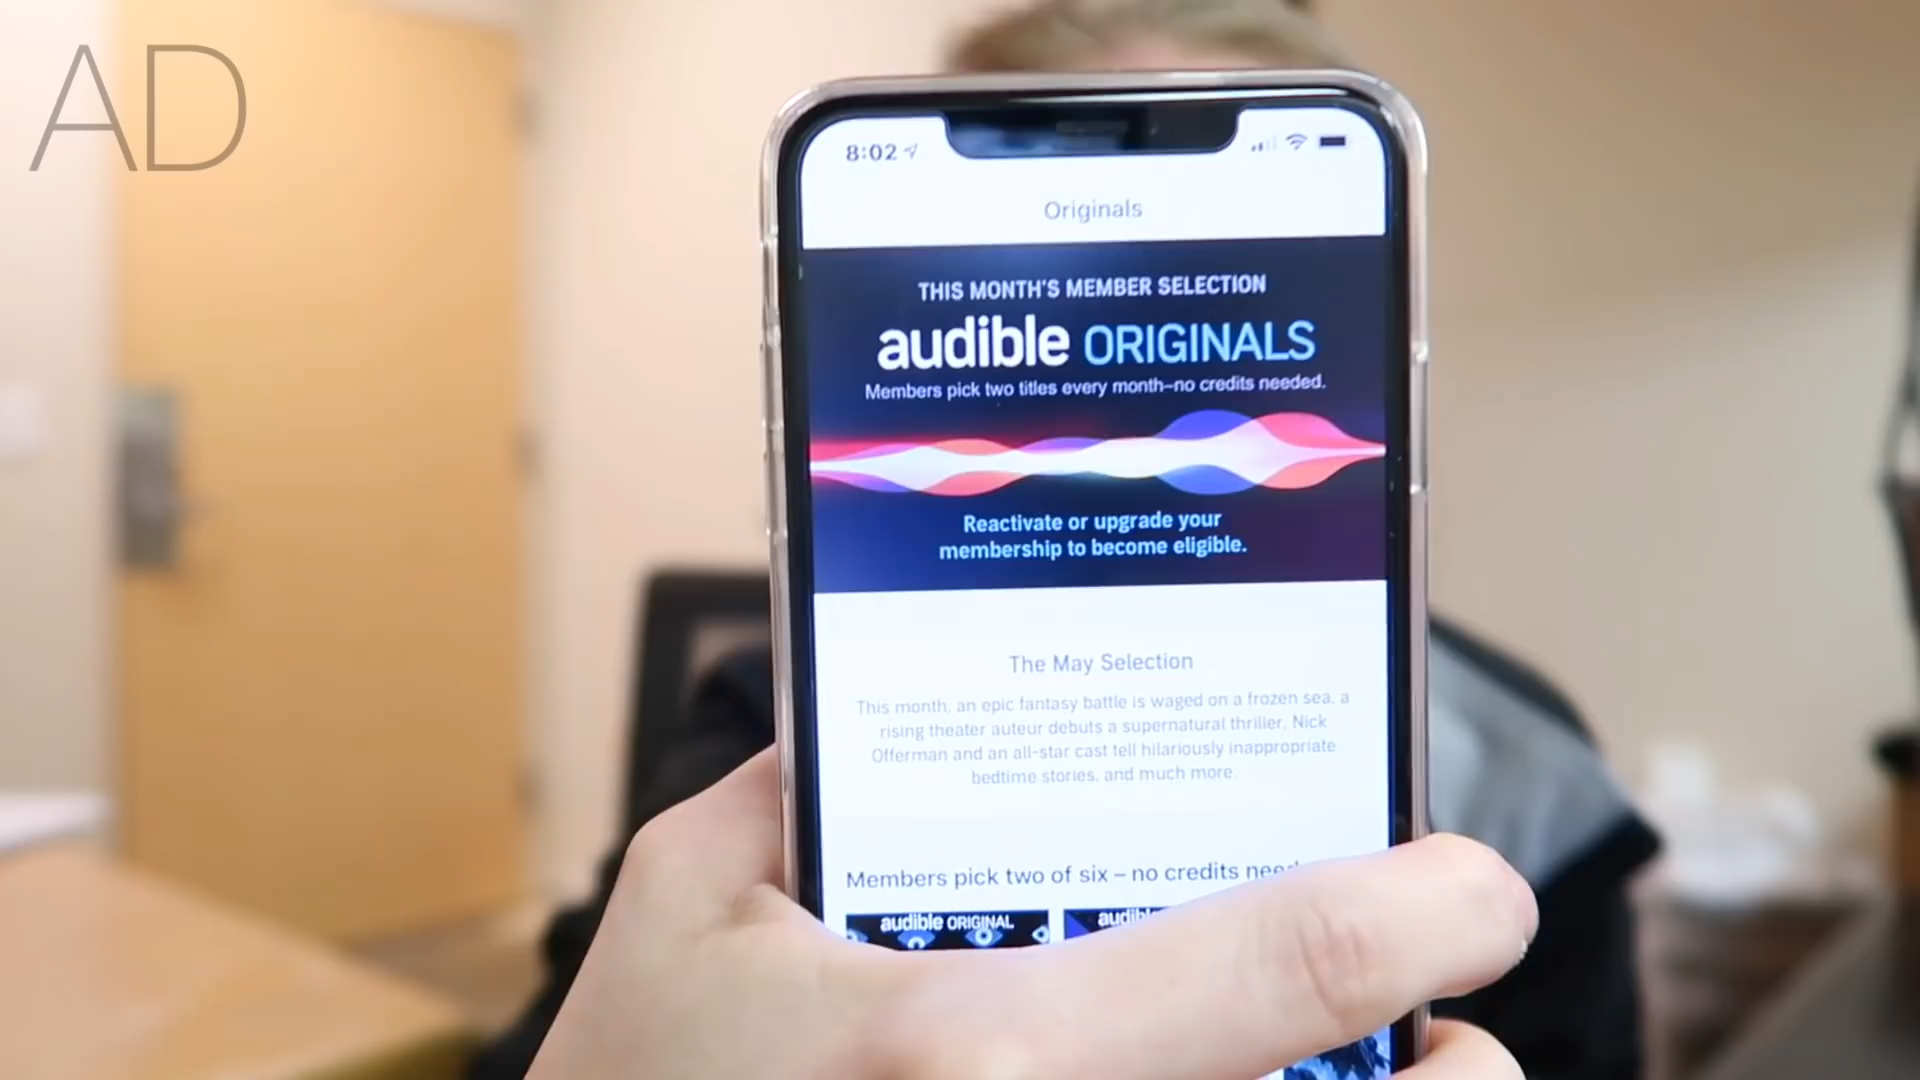 AD
8:02
Originals
THIS MONTH'S MEMBER SELECTION
audible ORIGINALS
Members pick two titles every month–no credits needed.
Reactivate or upgrade your
membership to become eligible.
The May Selection
This month, an epic fantasy battle is waged on a frozen sea, a
rising theater auteur debuts a supernatural thriller, Nick
Offerman and an all-star cast tell hilariously inappropriate
bedtime stories, and much more.
Members pick two of six – no credits
audible ORIGINAL